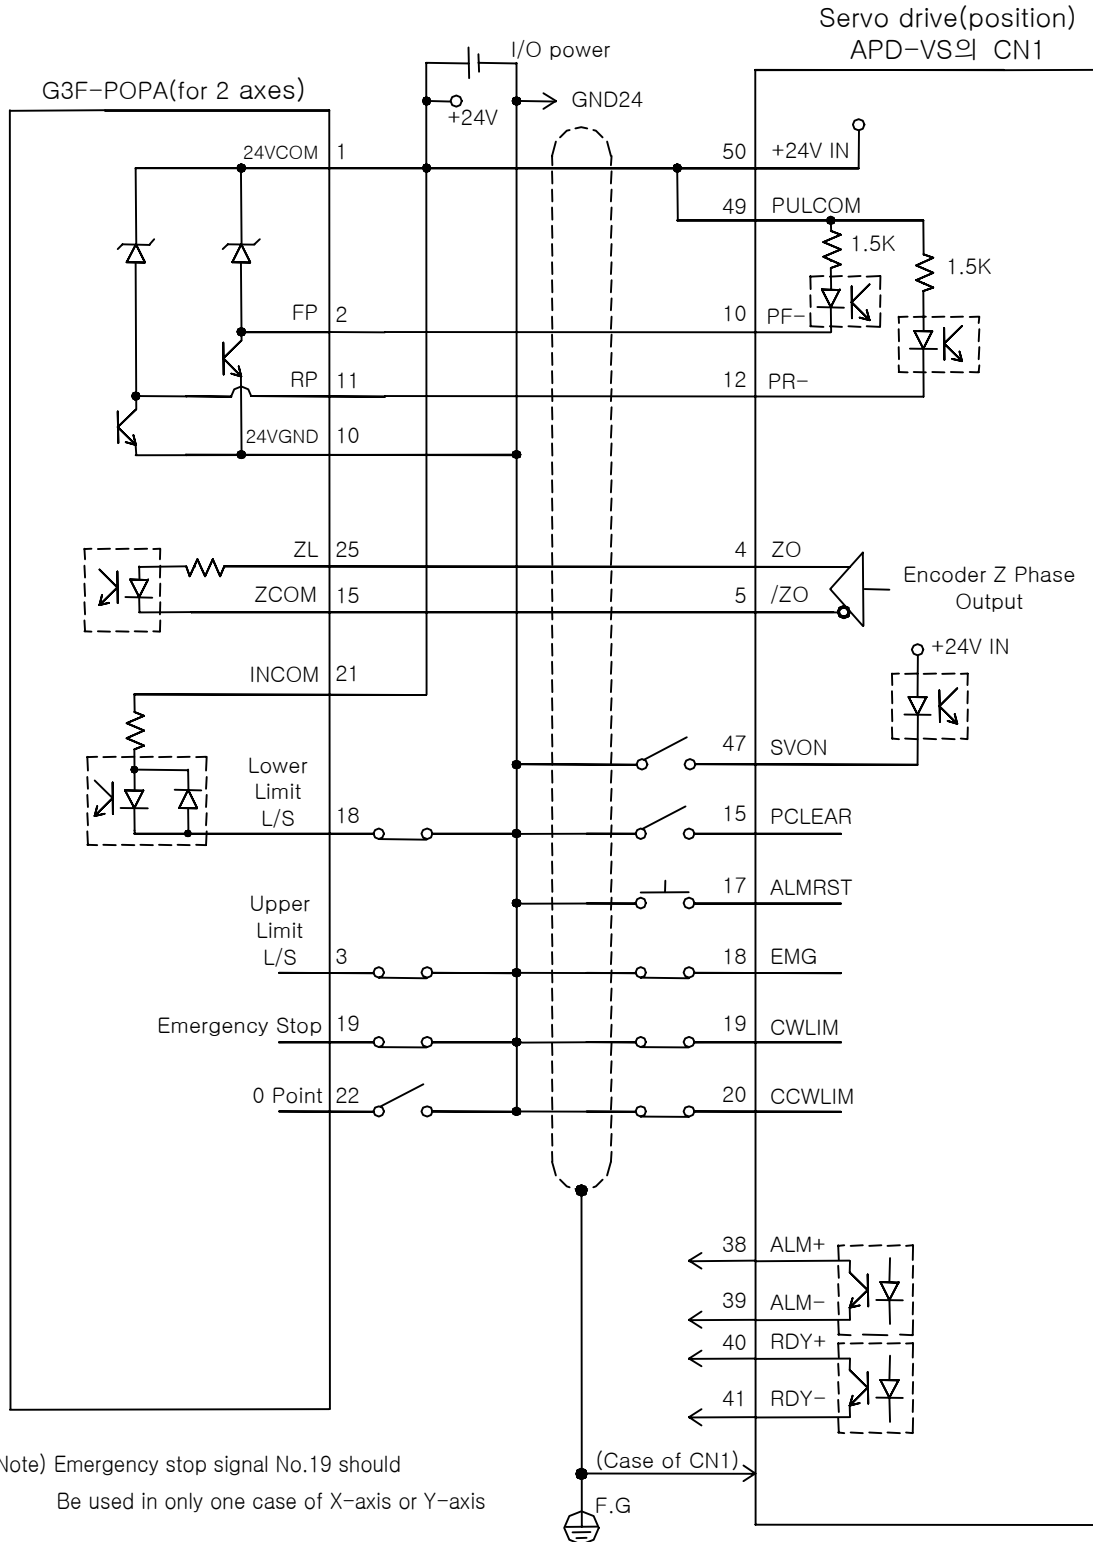 Servo drive(position)
APD-VS의 CN1
I/O power
G3F-POPA(for 2 axes)
+24V
GND24
24VCOM 1
50 +24V IN
49 PULCOM
1.5K
1.5K
FP 2
10 PF-
RP 11
12 PR-
24VGND 10
ZL 25
4 ZO
ZCOM 15
5 /ZO
Encoder Z Phase
Output
+24V IN
INCOM 21
47 SVON
Lower
Limit
L/S 18
15 PCLEAR
17 ALMRST
Upper
Limit
L/S 3
18 EMG
Emergency Stop 19
19 CWLIM
0 Point 22
20 CCWLIM
38 ALM+
39 ALM-
40 RDY+
41 RDY-
(Case of CN1)
F.G
Note) Emergency stop signal No.19 should
Be used in only one case of X-axis or Y-axis